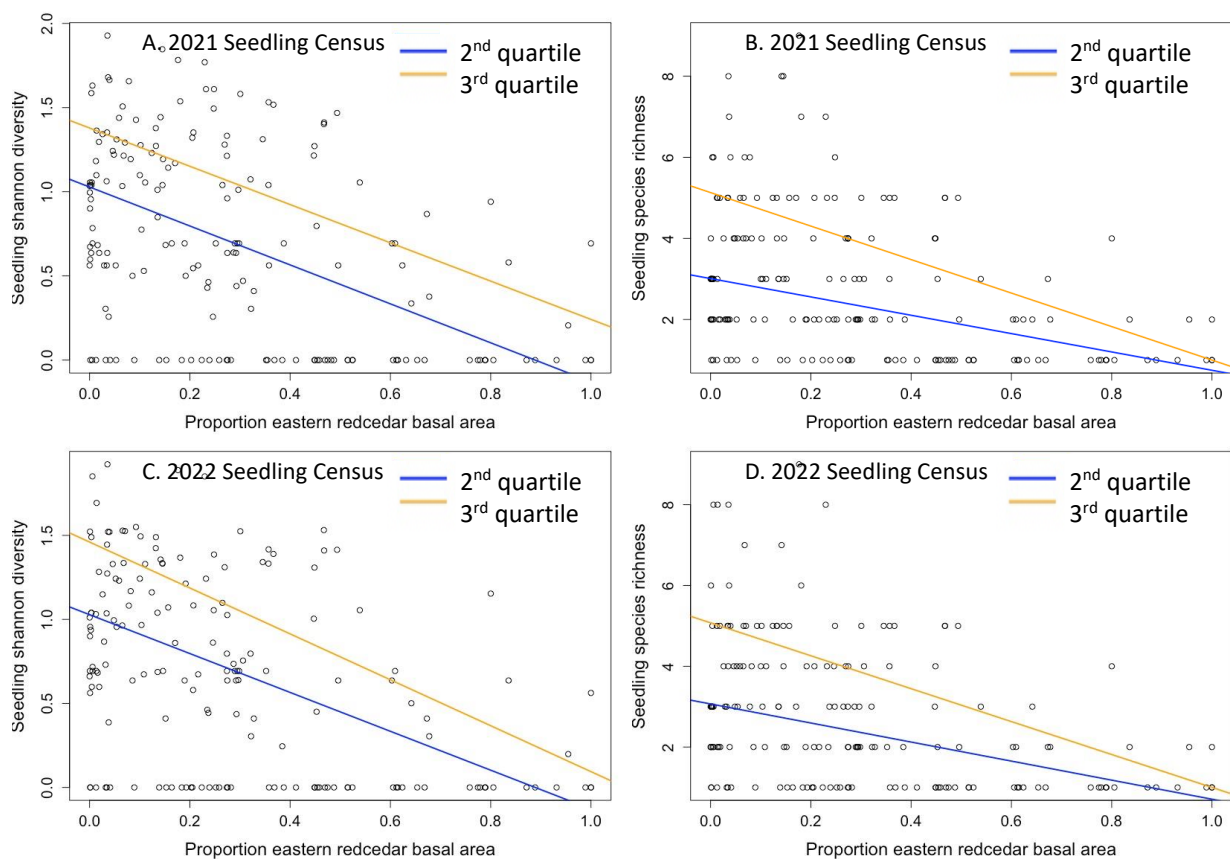 A. 2021 Seedling Census
2nd quartile
3rd quartile
Seedling shannon diversity
2.0
1.5
1.0
0.5
0.0
0.0 0.2 0.4 0.6 0.8 1.0
Proportion eastern redcedar basal area
B. 2021 Seedling Census
2nd quartile
3rd quartile
Seedling species richness
8
6
4
2
0.0 0.2 0.4 0.6 0.8 1.0
Proportion eastern redcedar basal area
C. 2022 Seedling Census
2nd quartile
3rd quartile
Seedling shannon diversity
1.5
1.0
0.5
0.0
0.0 0.2 0.4 0.6 0.8 1.0
Proportion eastern redcedar basal area
D. 2022 Seedling Census
2nd quartile
3rd quartile
Seedling species richness
8
6
4
2
0.0 0.2 0.4 0.6 0.8 1.0
Proportion eastern redcedar basal area